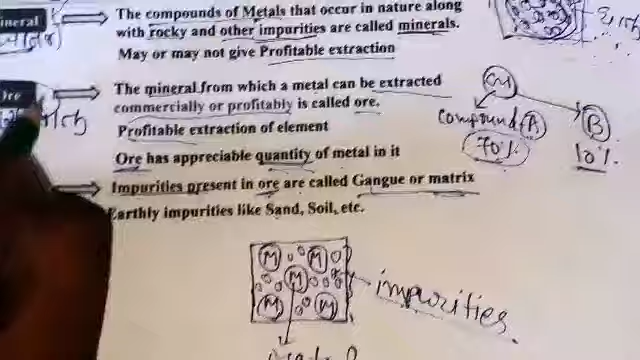 ineral
The compounds of Metals that occur in nature along
with rocky and other impurities are called minerals.
May or may not give Profitable extraction
Ore
The mineral from which a metal can be extracted
commercially or profitably is called ore.
Profitable extraction of element
Ore has appreciable quantity of metal in it
Impurities present in ore are called Gangue or matrix
Earthly impurities like Sand, Soil, etc.
M
compound A
B
70%
10%
M M
M
M M
impurities.